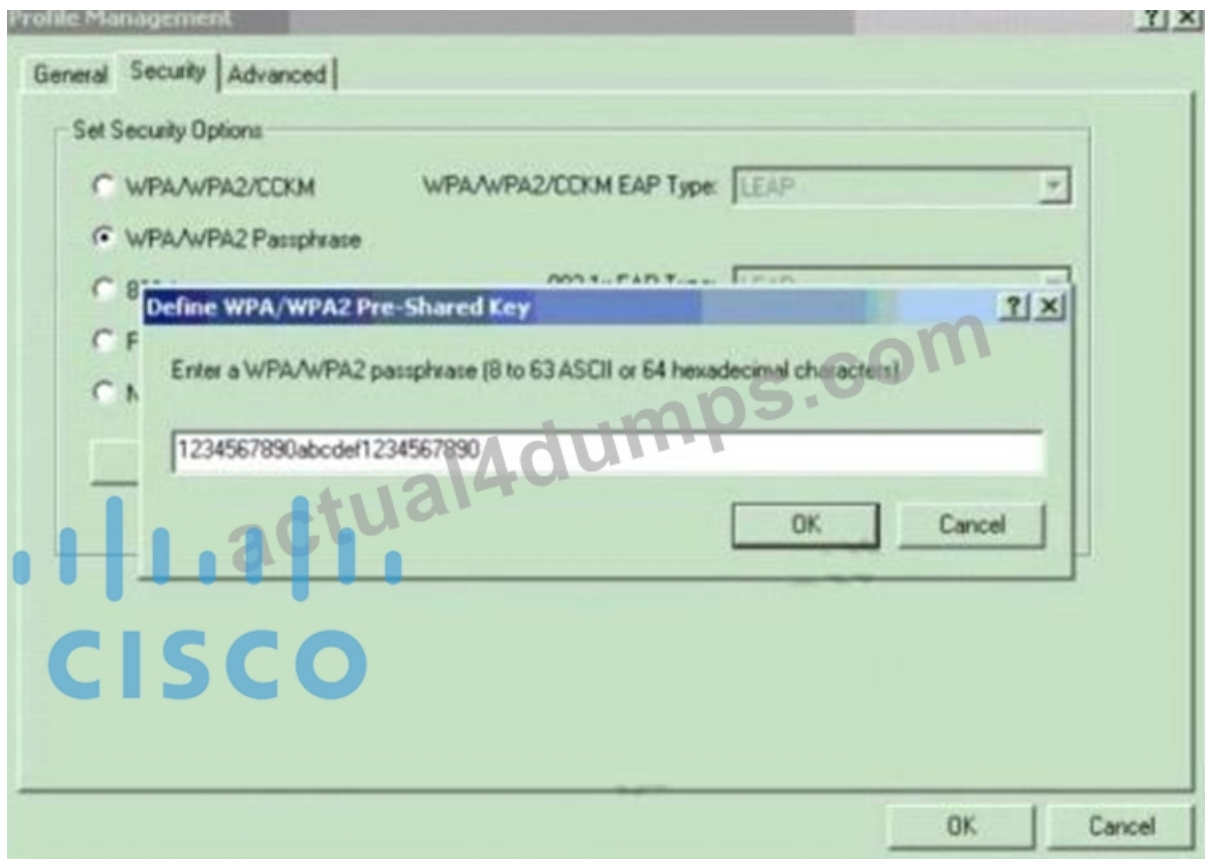 Profile Management
General Security Advanced
Set Security Options
WPA/WPA2/CCKM WPA/WPA2/CCKM EAP Type: LEAP
WPA/WPA2 Passphrase
Define WPA/WPA2 Pre-Shared Key
Enter a WPA/WPA2 passphrase (8 to 63 ASCII or 64 hexadecimal characters)
1234567890abcdef1234567890
OK Cancel
actual4dumps.com
CISCO
OK Cancel